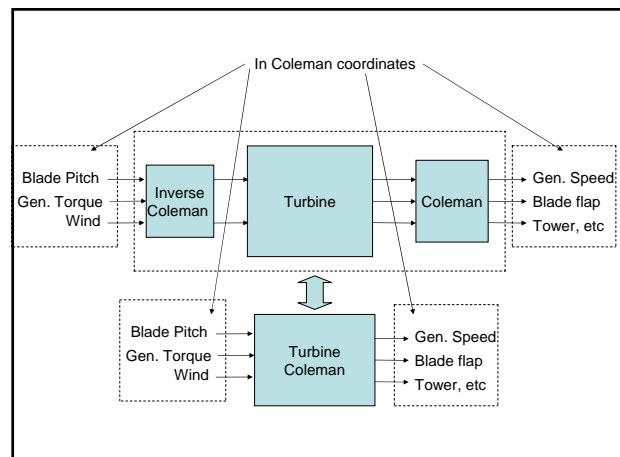 In Coleman coordinates
Blade Pitch
Gen. Torque
Wind
Inverse
Coleman
Turbine
Coleman
Gen. Speed
Blade flap
Tower, etc
Blade Pitch
Gen. Torque
Wind
Turbine
Coleman
Gen. Speed
Blade flap
Tower, etc